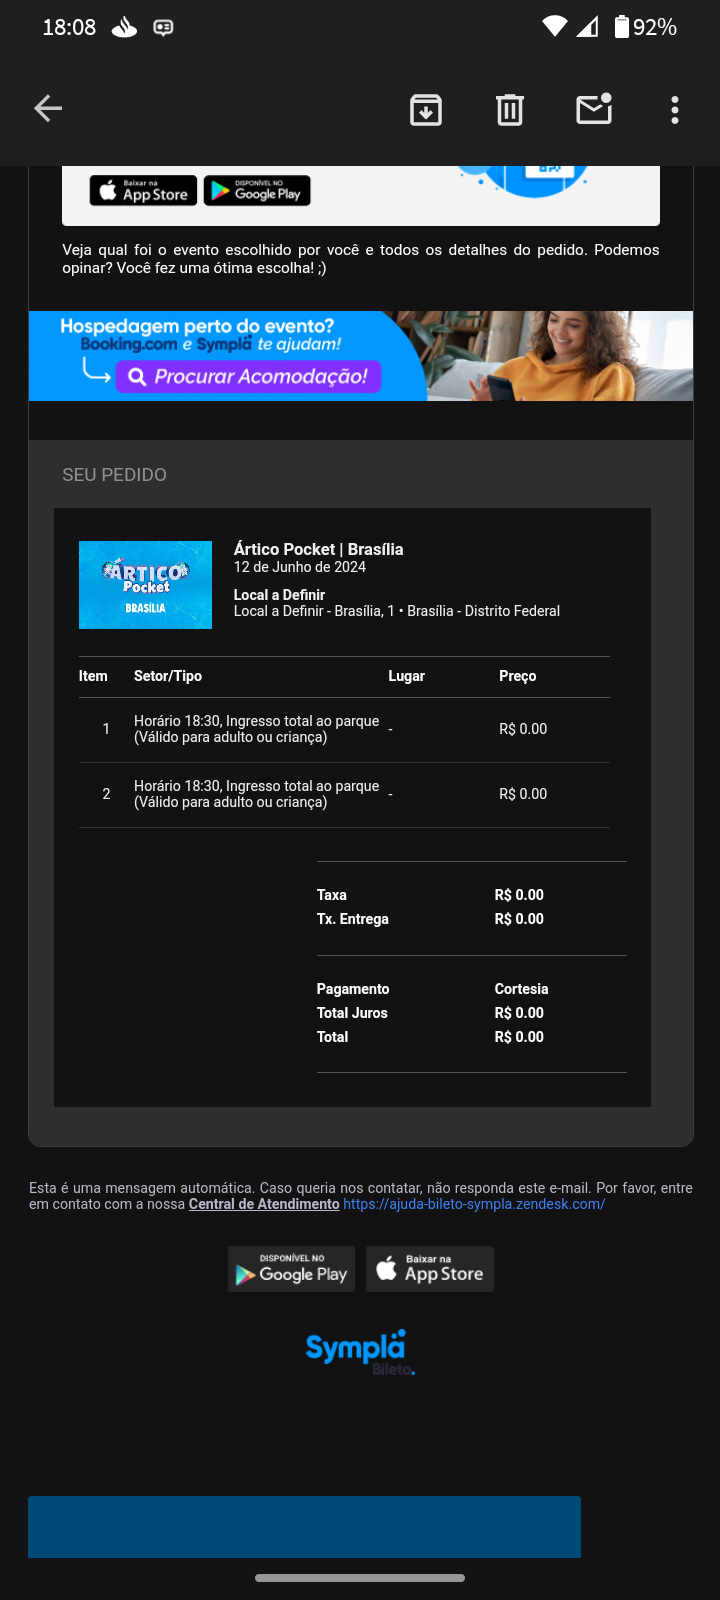 18:08
92%
Baixar na
App Store
DISPONÍVEL NO
Google Play
Veja qual foi o evento escolhido por você e todos os detalhes do pedido. Podemos
opinar? Você fez uma ótima escolha! ;)
Hospedagem perto do evento?
Booking.com e Sympla te ajudam!
Procurar Acomodação!
SEU PEDIDO
ÁRTICO
Pocket
BRASÍLIA
Ártico Pocket | Brasília
12 de Junho de 2024
Local a Definir
Local a Definir - Brasília, 1 • Brasília - Distrito Federal
Item Setor/Tipo Lugar Preço
1 Horário 18:30, Ingresso total ao parque
(Válido para adulto ou criança) - R$ 0.00
2 Horário 18:30, Ingresso total ao parque
(Válido para adulto ou criança) - R$ 0.00
Taxa R$ 0.00
Tx. Entrega R$ 0.00
Pagamento Cortesia
Total Juros R$ 0.00
Total R$ 0.00
Esta é uma mensagem automática. Caso queria nos contatar, não responda este e-mail. Por favor, entre
em contato com a nossa Central de Atendimento https://ajuda-bileto-sympla.zendesk.com/
DISPONÍVEL NO
Google Play
Baixar na
App Store
Sympla
Bileto.